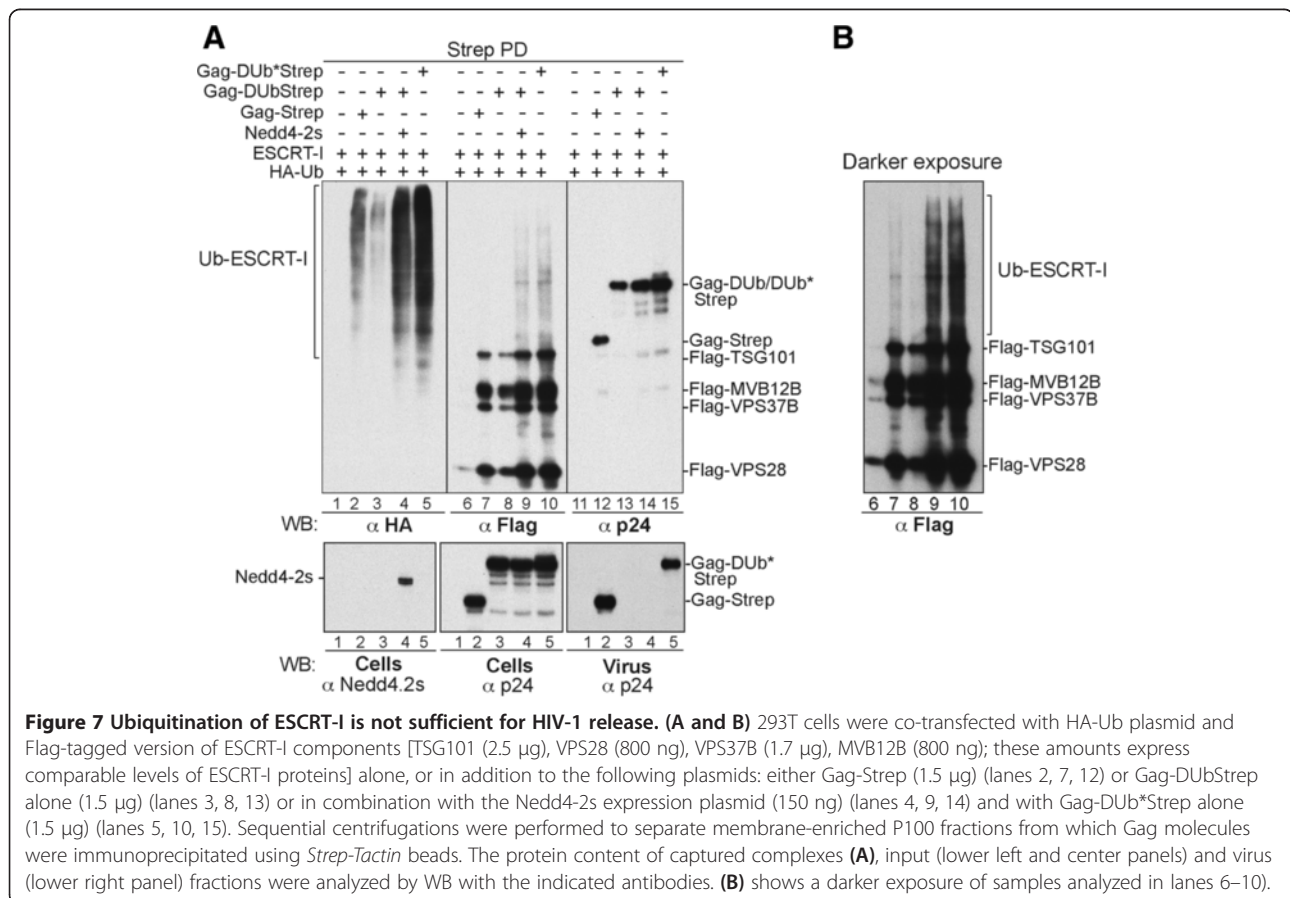 A
B
Strep PD
Gag-DUb*Strep - - - - + - - - - + - - - - +
Gag-DUbStrep - - + + - - - + + - - - + + -
Gag-Strep - + - - - - + - - - - + - - -
Nedd4-2s - - - + - - - - + - - - - + -
ESCRT-I + + + + + + + + + + + + + + +
HA-Ub + + + + + + + + + + + + + + +
Darker exposure
Ub-ESCRT-I
Gag-DUb/DUb*
Strep
Gag-Strep
Flag-TSG101
Flag-MVB12B
Flag-VPS37B
Flag-VPS28
Ub-ESCRT-I
Flag-TSG101
Flag-MVB12B
Flag-VPS37B
Flag-VPS28
1 2 3 4 5 6 7 8 9 10 11 12 13 14 15
WB: α HA α Flag α p24
6 7 8 9 10
α Flag
Nedd4-2s
Gag-DUb*
Strep
Gag-Strep
1 2 3 4 5 1 2 3 4 5 1 2 3 4 5
WB: Cells Cells Virus
α Nedd4.2s α p24 α p24
Figure 7 Ubiquitination of ESCRT-I is not sufficient for HIV-1 release. (A and B) 293T cells were co-transfected with HA-Ub plasmid and
Flag-tagged version of ESCRT-I components [TSG101 (2.5 μg), VPS28 (800 ng), VPS37B (1.7 μg), MVB12B (800 ng); these amounts express
comparable levels of ESCRT-I proteins] alone, or in addition to the following plasmids: either Gag-Strep (1.5 μg) (lanes 2, 7, 12) or Gag-DUbStrep
alone (1.5 μg) (lanes 3, 8, 13) or in combination with the Nedd4-2s expression plasmid (150 ng) (lanes 4, 9, 14) and with Gag-DUb*Strep alone
(1.5 μg) (lanes 5, 10, 15). Sequential centrifugations were performed to separate membrane-enriched P100 fractions from which Gag molecules
were immunoprecipitated using Strep-Tactin beads. The protein content of captured complexes (A), input (lower left and center panels) and virus
(lower right panel) fractions were analyzed by WB with the indicated antibodies. (B) shows a darker exposure of samples analyzed in lanes 6–10).